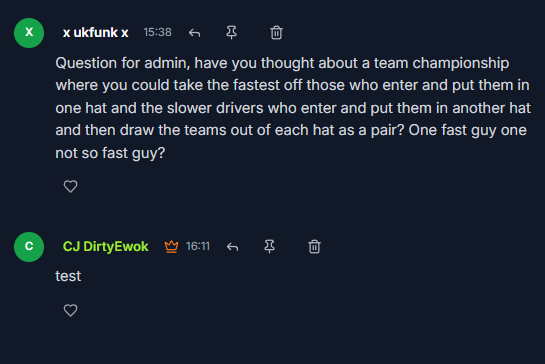 X x ukfunk x 15:38
Question for admin, have you thought about a team championship
where you could take the fastest off those who enter and put them in
one hat and the slower drivers who enter and put them in another hat
and then draw the teams out of each hat as a pair? One fast guy one
not so fast guy?
C CJ DirtyEwok 16:11
test